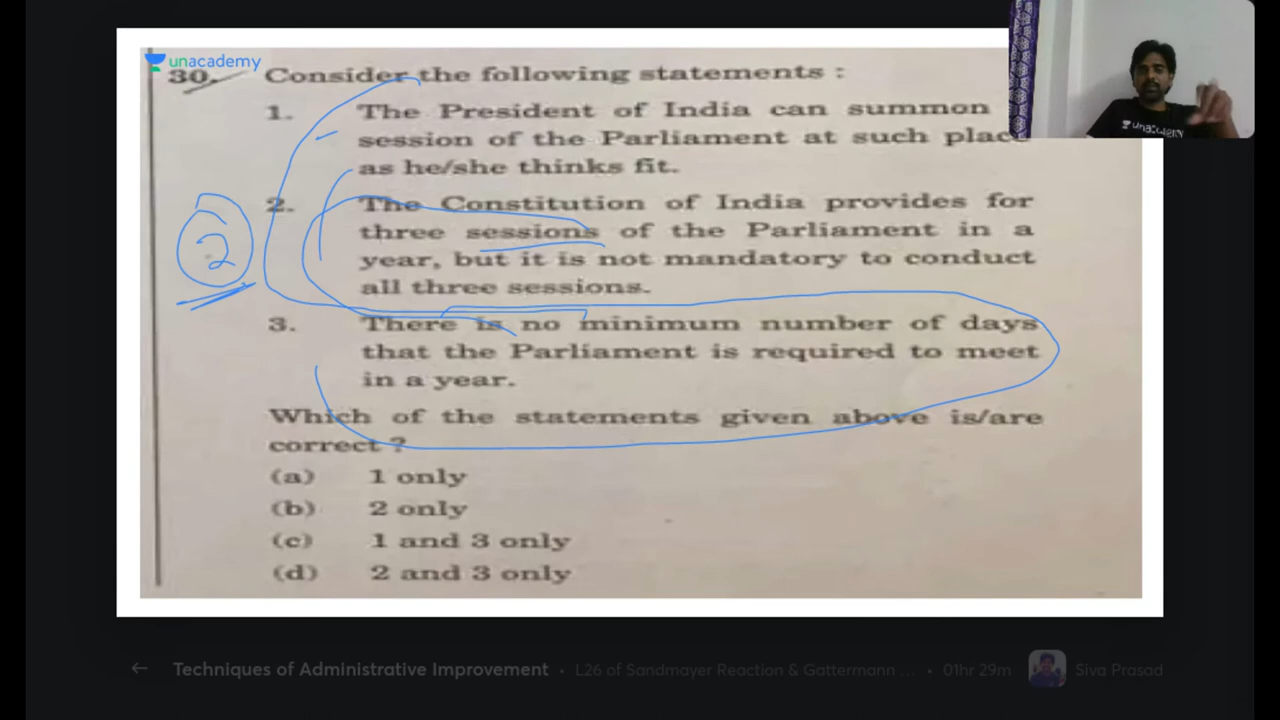 unacademy
30. Consider the following statements :
1. The President of India can summon
session of the Parliament at such place
as he/she thinks fit.
2. The Constitution of India provides for
three sessions of the Parliament in a
year, but it is not mandatory to conduct
all three sessions.
2
3. There is no minimum number of days
that the Parliament is required to meet
in a year.
Which of the statements given above is/are
correct ?
(a) 1 only
(b) 2 only
(c) 1 and 3 only
(d) 2 and 3 only
unacademy
← Techniques of Administrative Improvement • L26 of Sandmayer Reaction & Gattermann ... • 01hr 29m Siva Prasad